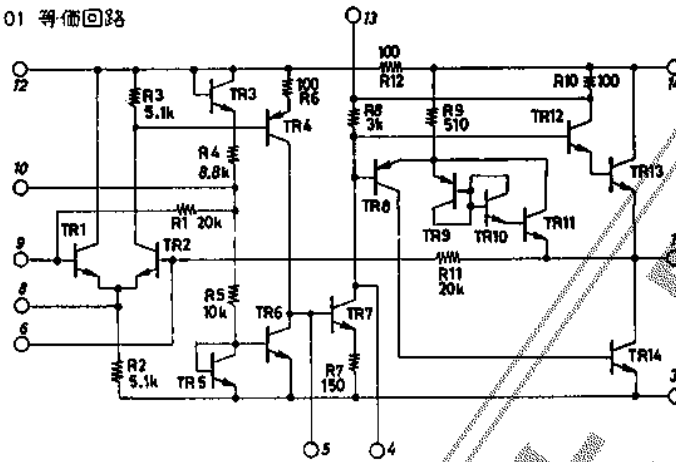 01 等価回路
13
12
14
100
R12
R3
5.1k
TR3
100
R6
TR4
R8
3k
R9
510
R10 100
TR12
TR13
R4
8.8k
10
R1 20k
TR8
TR9
TR10
TR11
9
TR1
TR2
R11
20k
8
6
R5
10k
TR6
TR7
R2
5.1k
TR5
R7
150
TR14
5
4